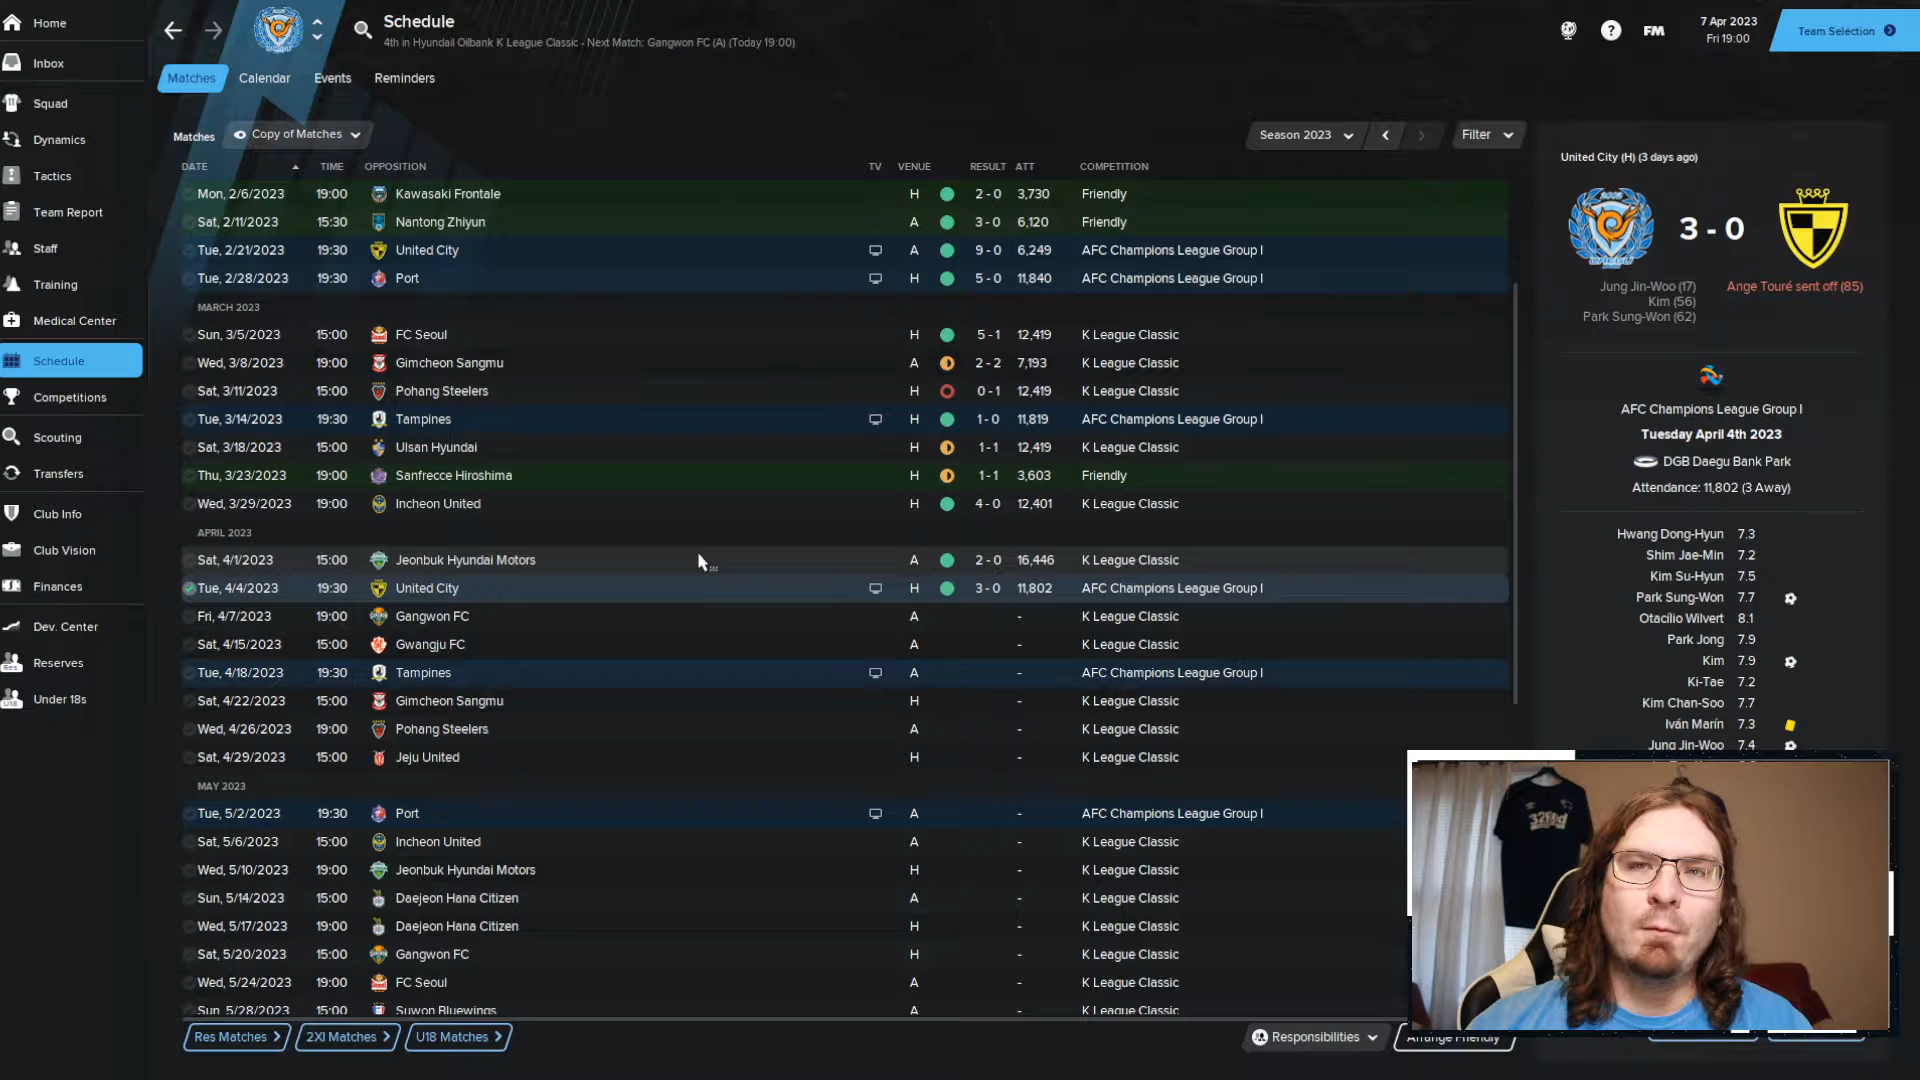 Home
Inbox
Squad
Dynamics
Tactics
Team Report
Staff
Training
Medical Center
Schedule
Competitions
Scouting
Transfers
Club Info
Club Vision
Finances
Dev. Center
Reserves
Under 18s
Schedule
4th in Hyundail Oilbank K League Classic - Next Match: Gangwon FC (A) (Today 19:00)
FM
7 Apr 2023
Fri 19:00
Team Selection
Matches Calendar Events Reminders
Matches Copy of Matches Season 2023 Filter
DATE TIME OPPOSITION TV VENUE RESULT ATT COMPETITION
Mon, 2/6/2023 19:00 Kawasaki Frontale H 2 - 0 3,730 Friendly
Sat, 2/11/2023 15:30 Nantong Zhiyun A 3 - 0 6,120 Friendly
Tue, 2/21/2023 19:30 United City A 9 - 0 6,249 AFC Champions League Group I
Tue, 2/28/2023 19:30 Port H 5 - 0 11,840 AFC Champions League Group I
MARCH 2023
Sun, 3/5/2023 15:00 FC Seoul H 5 - 1 12,419 K League Classic
Wed, 3/8/2023 19:00 Gimcheon Sangmu A 2 - 2 7,193 K League Classic
Sat, 3/11/2023 15:00 Pohang Steelers H 0 - 1 12,419 K League Classic
Tue, 3/14/2023 19:30 Tampines H 1 - 0 11,819 AFC Champions League Group I
Sat, 3/18/2023 15:00 Ulsan Hyundai H 1 - 1 12,419 K League Classic
Thu, 3/23/2023 19:00 Sanfrecce Hiroshima H 1 - 1 3,603 Friendly
Wed, 3/29/2023 19:00 Incheon United H 4 - 0 12,401 K League Classic
APRIL 2023
Sat, 4/1/2023 15:00 Jeonbuk Hyundai Motors A 2 - 0 16,446 K League Classic
Tue, 4/4/2023 19:30 United City H 3 - 0 11,802 AFC Champions League Group I
Fri, 4/7/2023 19:00 Gangwon FC A - K League Classic
Sat, 4/15/2023 15:00 Gwangju FC A - K League Classic
Tue, 4/18/2023 19:30 Tampines A - AFC Champions League Group I
Sat, 4/22/2023 15:00 Gimcheon Sangmu H - K League Classic
Wed, 4/26/2023 19:00 Pohang Steelers A - K League Classic
Sat, 4/29/2023 15:00 Jeju United H - K League Classic
MAY 2023
Tue, 5/2/2023 19:30 Port A - AFC Champions League Group I
Sat, 5/6/2023 15:00 Incheon United A - K League Classic
Wed, 5/10/2023 19:00 Jeonbuk Hyundai Motors H - K League Classic
Sun, 5/14/2023 15:00 Daejeon Hana Citizen A - K League Classic
Wed, 5/17/2023 19:00 Daejeon Hana Citizen H - K League Classic
Sat, 5/20/2023 15:00 Gangwon FC H - K League Classic
Wed, 5/24/2023 19:00 FC Seoul A - K League Classic
Sun, 5/28/2023 15:00 Suwon Bluewings H - K League Classic
Res Matches 2XI Matches U18 Matches Responsibilities Arrange Friendly
United City (H) (3 days ago)
3 - 0
Jung Jin-Woo (17) Ange Touré sent off (85)
Kim (56)
Park Sung-Won (62)
AFC Champions League Group I
Tuesday April 4th 2023
DGB Daegu Bank Park
Attendance: 11,802 (3 Away)
Hwang Dong-Hyun 7.3
Shim Jae-Min 7.2
Kim Su-Hyun 7.5
Park Sung-Won 7.7
Otacílio Wilvert 8.1
Park Jong 7.9
Kim 7.9
Ki-Tae 7.2
Kim Chan-Soo 7.7
Iván Marín 7.3
Jung Jin-Woo 7.4